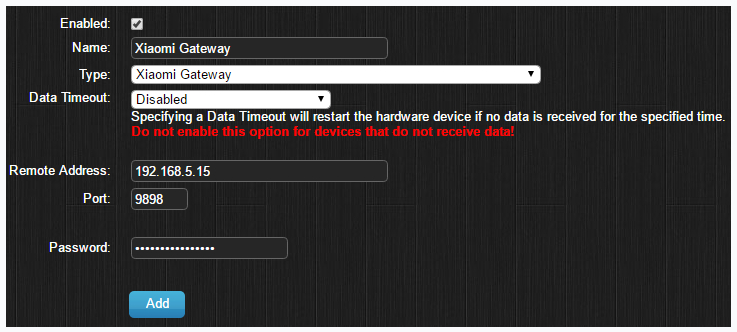 Enabled:
Name: Xiaomi Gateway
Type: Xiaomi Gateway
Data Timeout: Disabled
Specifying a Data Timeout will restart the hardware device if no data is received for the specified time.
Do not enable this option for devices that do not receive data!
Remote Address: 192.168.5.15
Port: 9898
Password: ••••••••••••••••
Add